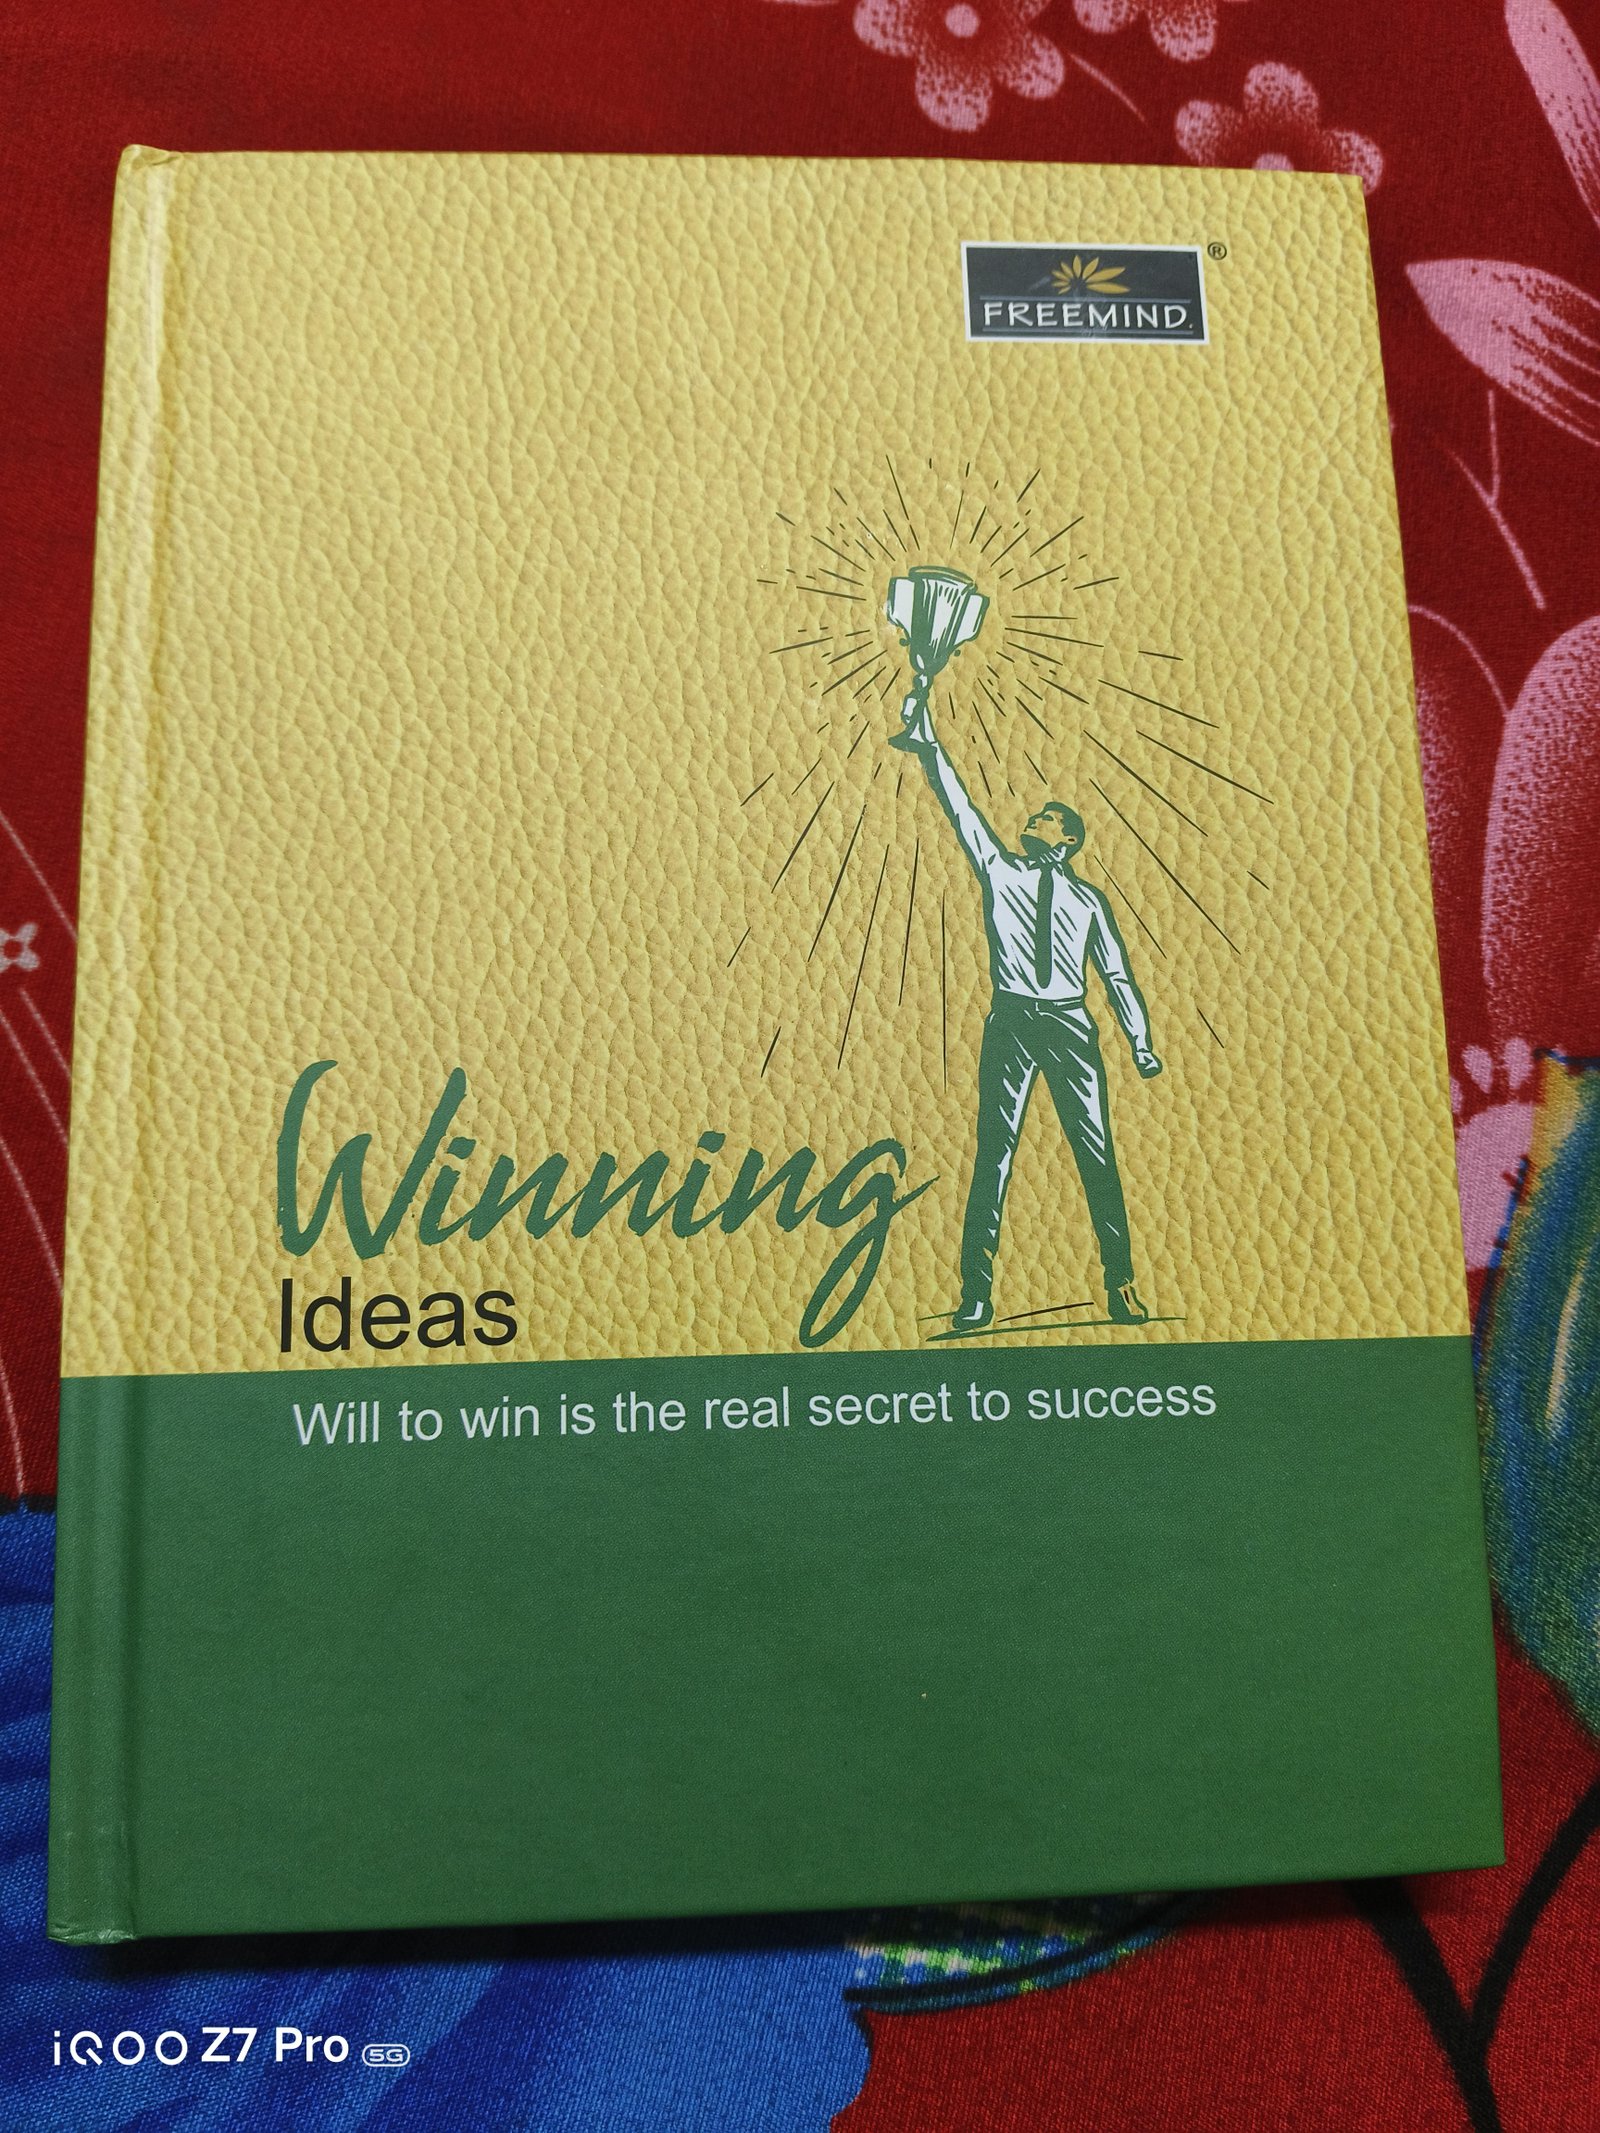 FREEMIND.
®
Winning
Ideas
Will to win is the real secret to success
iQOO Z7 Pro 5G